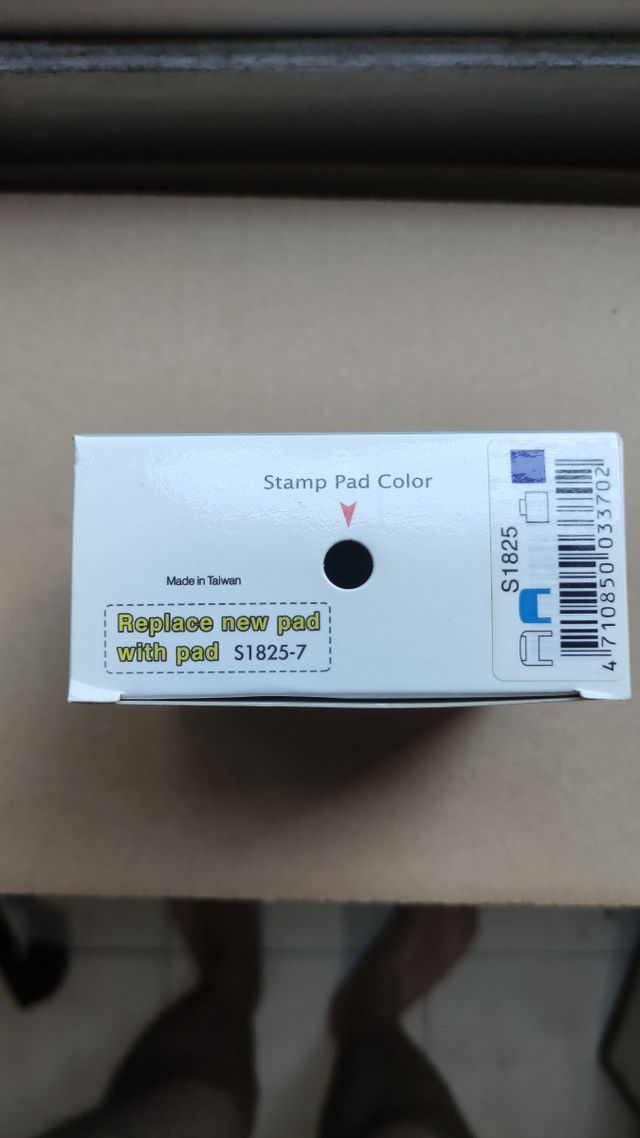 Stamp Pad Color
Made in Taiwan
Replace new pad
with pad S1825-7
S1825
4 710850 033702